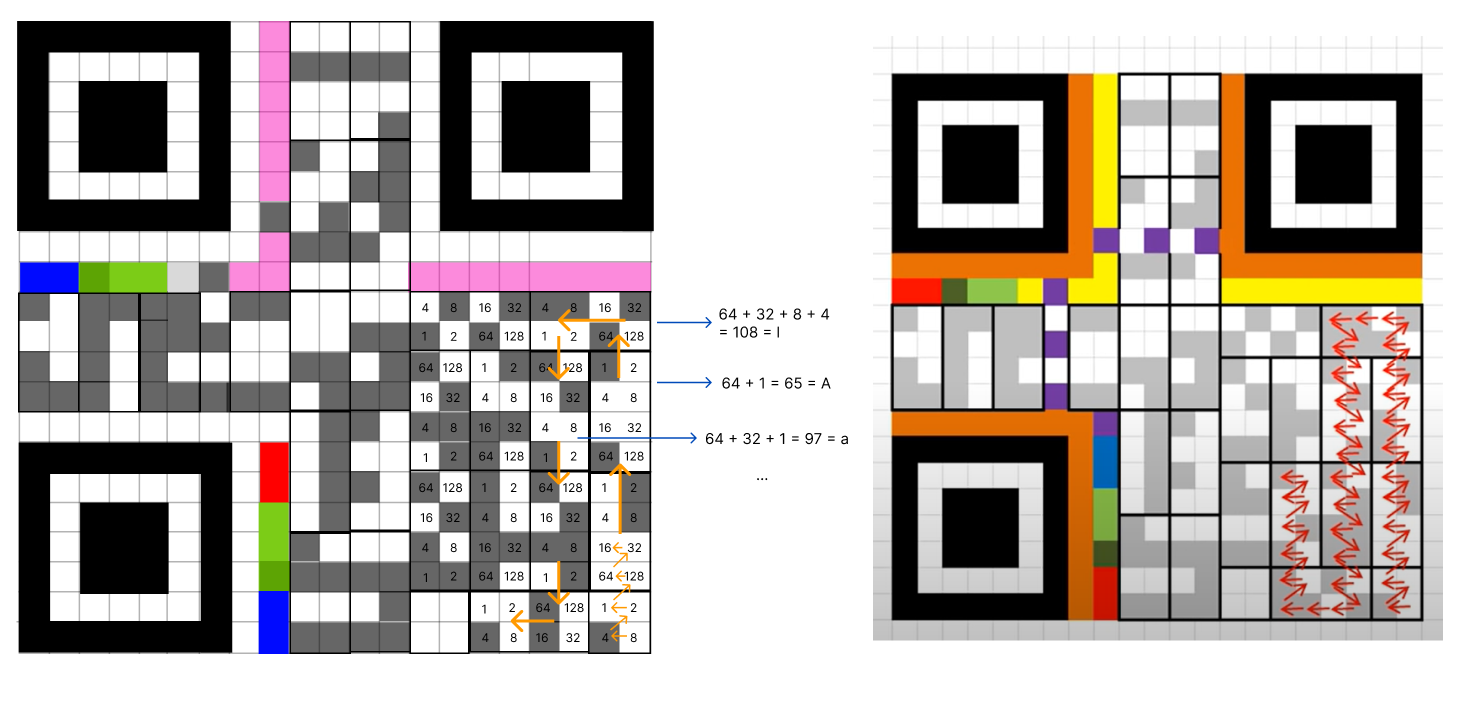 4 8 16 32 4 8 16 32
1 2 64 128 1 2 64 128
64 128 1 2 64 128 1 2
16 32 4 8 16 32 4 8
4 8 16 32 4 8 16 32
1 2 64 128 1 2 64 128
64 128 1 2 64 128 1 2
16 32 4 8 16 32 4 8
4 8 16 32 4 8 16 32
1 2 64 128 1 2 64 128
1 2 64 128 1 2
4 8 16 32 4 8
64 + 32 + 8 + 4
= 108 = l
64 + 1 = 65 = A
64 + 32 + 1 = 97 = a
...